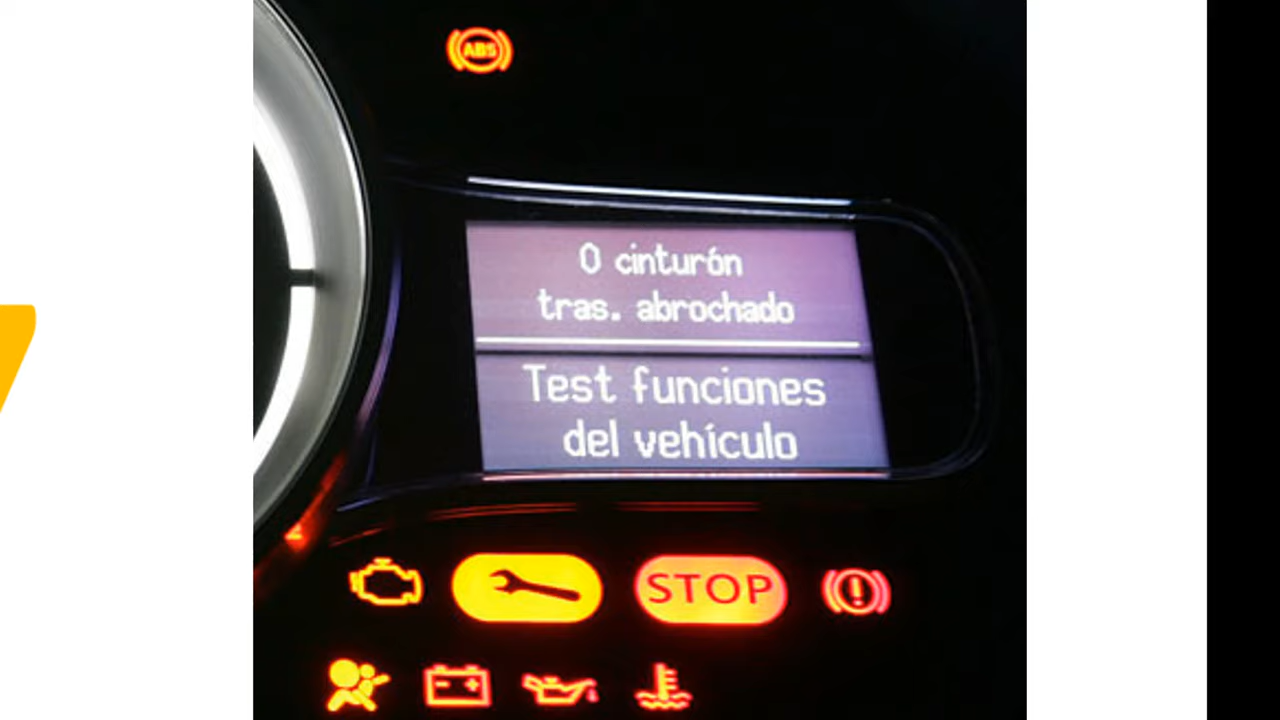 ABS
0 cinturón
tras. abrochado
Test funciones
del vehículo
STOP